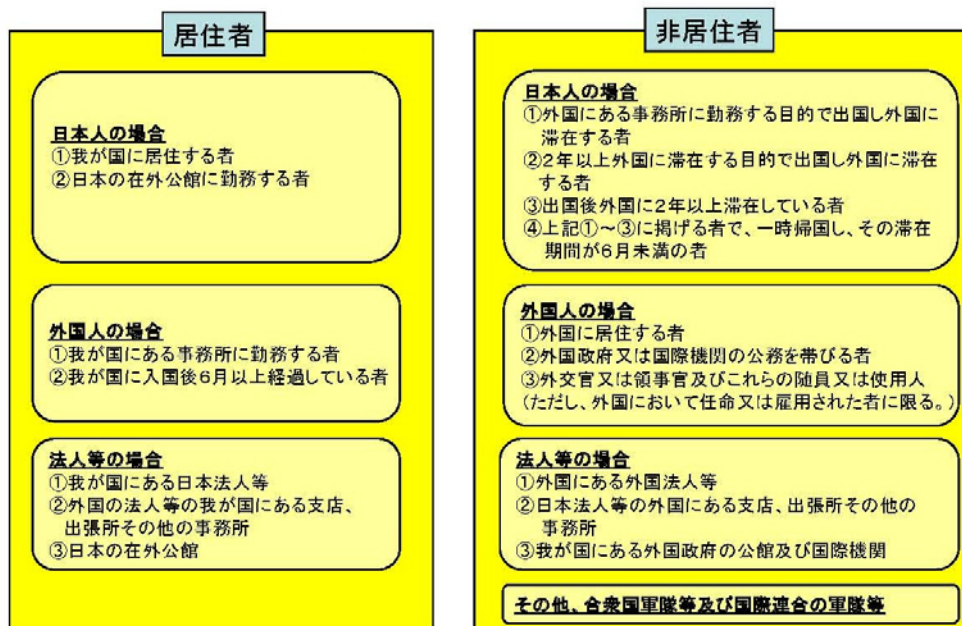 居住者
日本人の場合
①我が国に居住する者
②日本の在外公館に勤務する者
外国人の場合
①我が国にある事務所に勤務する者
②我が国に入国後6月以上経過している者
法人等の場合
①我が国にある日本法人等
②外国の法人等の我が国にある支店、
出張所その他の事務所
③日本の在外公館
非居住者
日本人の場合
①外国にある事務所に勤務する目的で出国し外国に
滞在する者
②2年以上外国に滞在する目的で出国し外国に滞在
する者
③出国後外国に2年以上滞在している者
④上記①～③に掲げる者で、一時帰国し、その滞在
期間が6月未満の者
外国人の場合
①外国に居住する者
②外国政府又は国際機関の公務を帯びる者
③外交官又は領事官及びこれらの随員又は使用人
(ただし、外国において任命又は雇用された者に限る。)
法人等の場合
①外国にある外国法人等
②日本法人等の外国にある支店、出張所その他の
事務所
③我が国にある外国政府の公館及び国際機関
その他、合衆国軍隊等及び国際連合の軍隊等